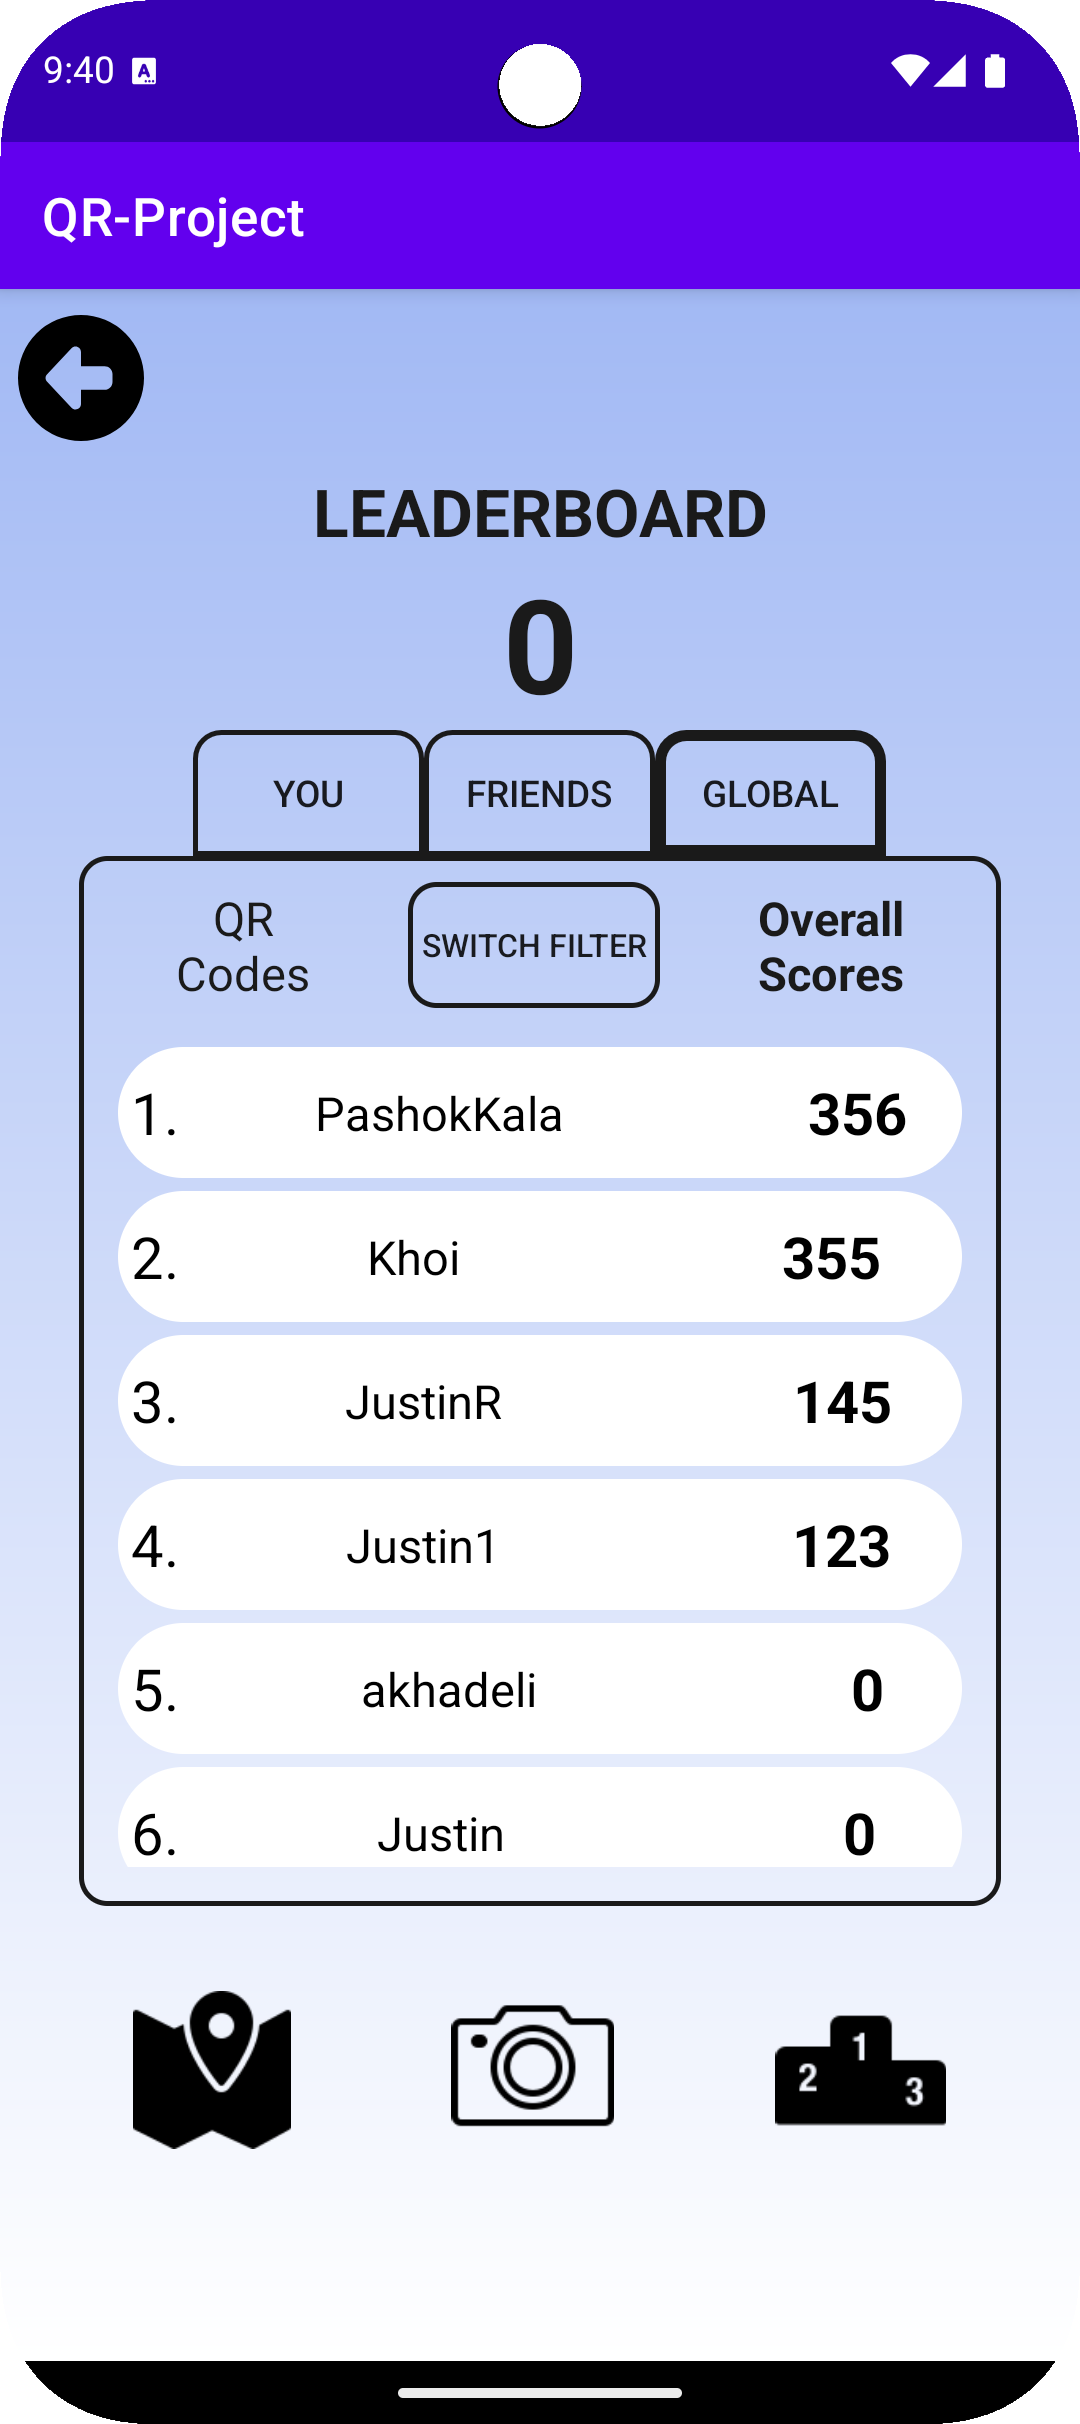 9:40
QR-Project
LEADERBOARD
0
YOU FRIENDS GLOBAL
QR Codes SWITCH FILTER Overall Scores
1. PashokKala 356
2. Khoi 355
3. JustinR 145
4. Justin1 123
5. akhadeli 0
6. Justin 0
2 1 3